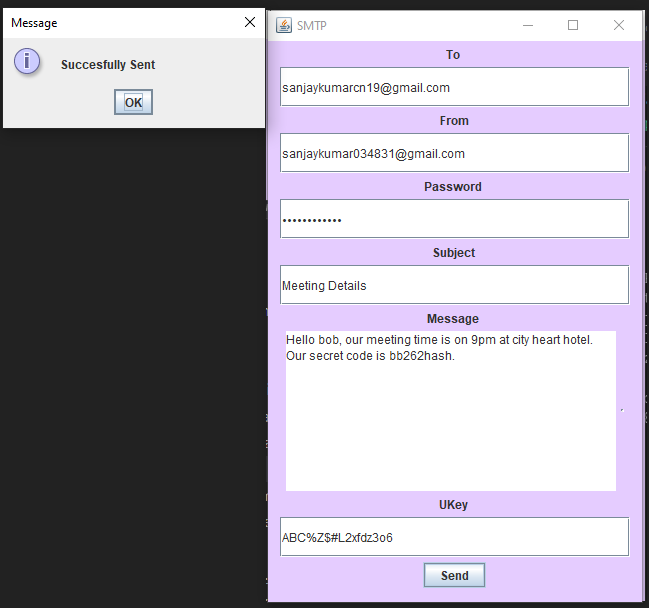 Message
Succesfully Sent
OK
SMTP
To
sanjaykumarcn19@gmail.com
From
sanjaykumar034831@gmail.com
Password
••••••••••••
Subject
Meeting Details
Message
Hello bob, our meeting time is on 9pm at city heart hotel.
Our secret code is bb262hash.
UKey
ABC%Z$#L2xfdz3o6
Send